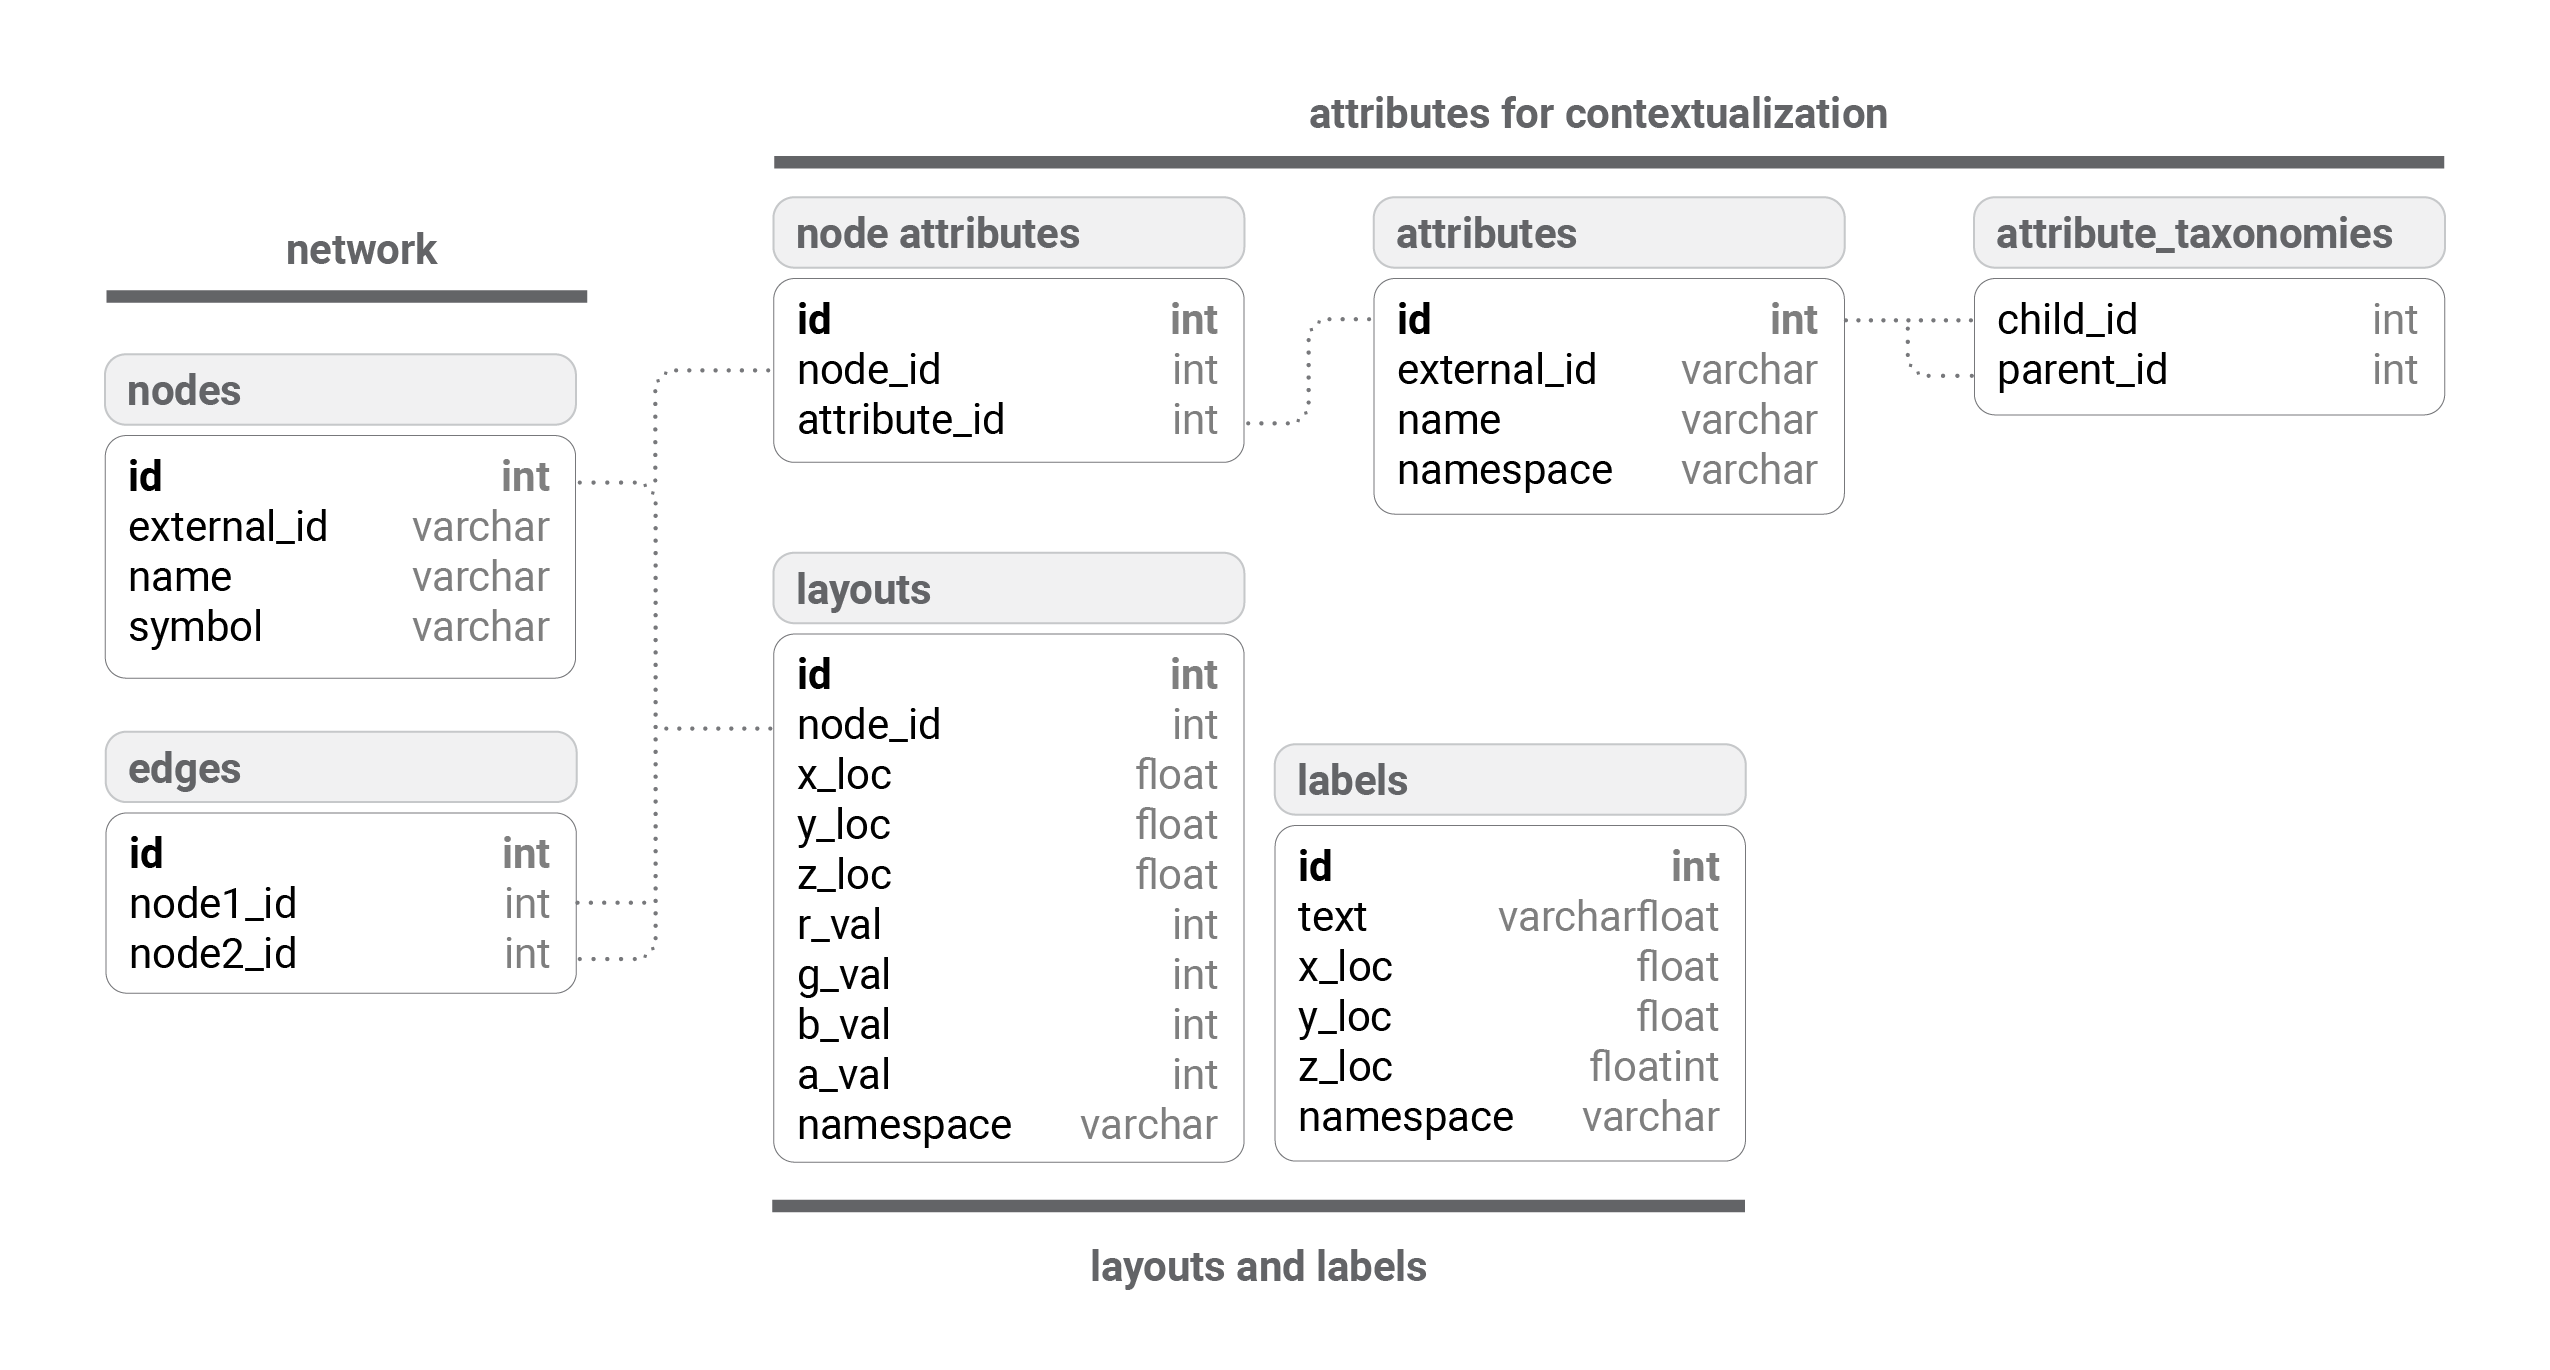 network
nodes
id int
external_id varchar
name varchar
symbol varchar
edges
id int
node1_id int
node2_id int
attributes for contextualization
node attributes
id int
node_id int
attribute_id int
attributes
id int
external_id varchar
name varchar
namespace varchar
attribute_taxonomies
child_id int
parent_id int
layouts
id int
node_id int
x_loc float
y_loc float
z_loc float
r_val int
g_val int
b_val int
a_val int
namespace varchar
labels
id int
text varcharfloat
x_loc float
y_loc float
z_loc floatint
namespace varchar
layouts and labels